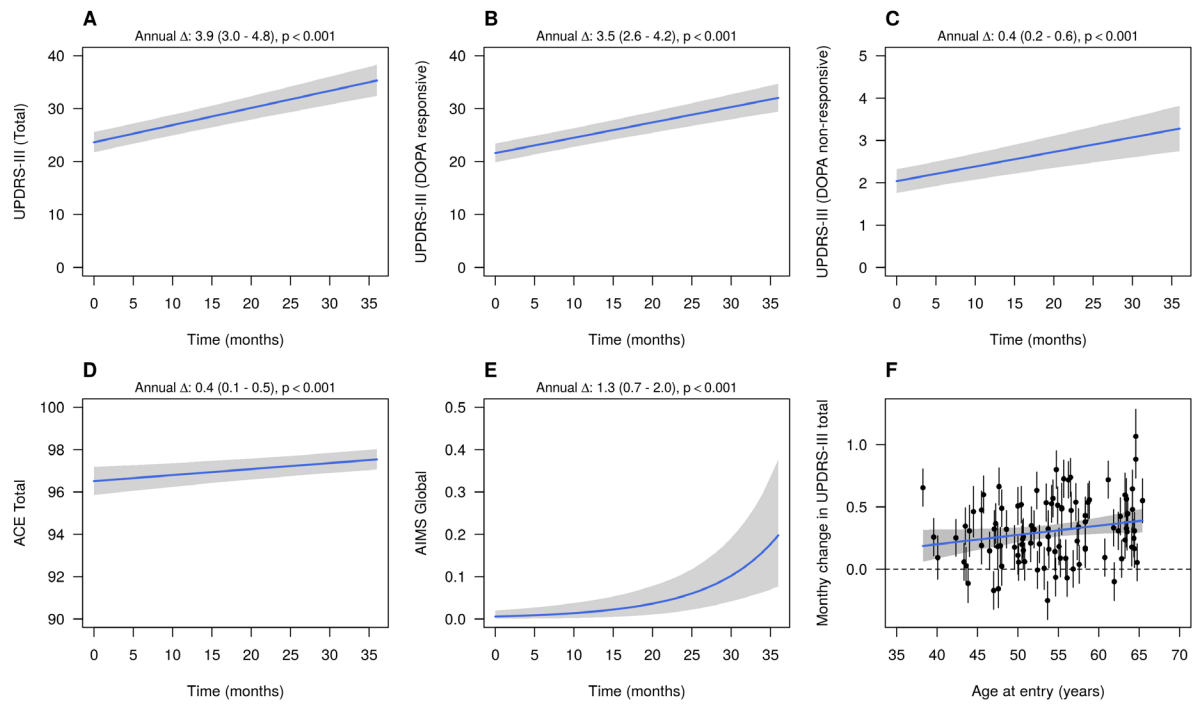 A
Annual Δ: 3.9 (3.0 - 4.8), p < 0.001
UPDRS-III (Total)
40
30
20
10
0
0 5 10 15 20 25 30 35
Time (months)
B
Annual Δ: 3.5 (2.6 - 4.2), p < 0.001
UPDRS-III (DOPA responsive)
40
30
20
10
0
0 5 10 15 20 25 30 35
Time (months)
C
Annual Δ: 0.4 (0.2 - 0.6), p < 0.001
UPDRS-III (DOPA non-responsive)
5
4
3
2
1
0
0 5 10 15 20 25 30 35
Time (months)
D
Annual Δ: 0.4 (0.1 - 0.5), p < 0.001
ACE Total
100
98
96
94
92
90
0 5 10 15 20 25 30 35
Time (months)
E
Annual Δ: 1.3 (0.7 - 2.0), p < 0.001
AIMS Global
0.5
0.4
0.3
0.2
0.1
0.0
0 5 10 15 20 25 30 35
Time (months)
F
Monthy change in UPDRS-III total
1.0
0.5
0.0
35 40 45 50 55 60 65 70
Age at entry (years)